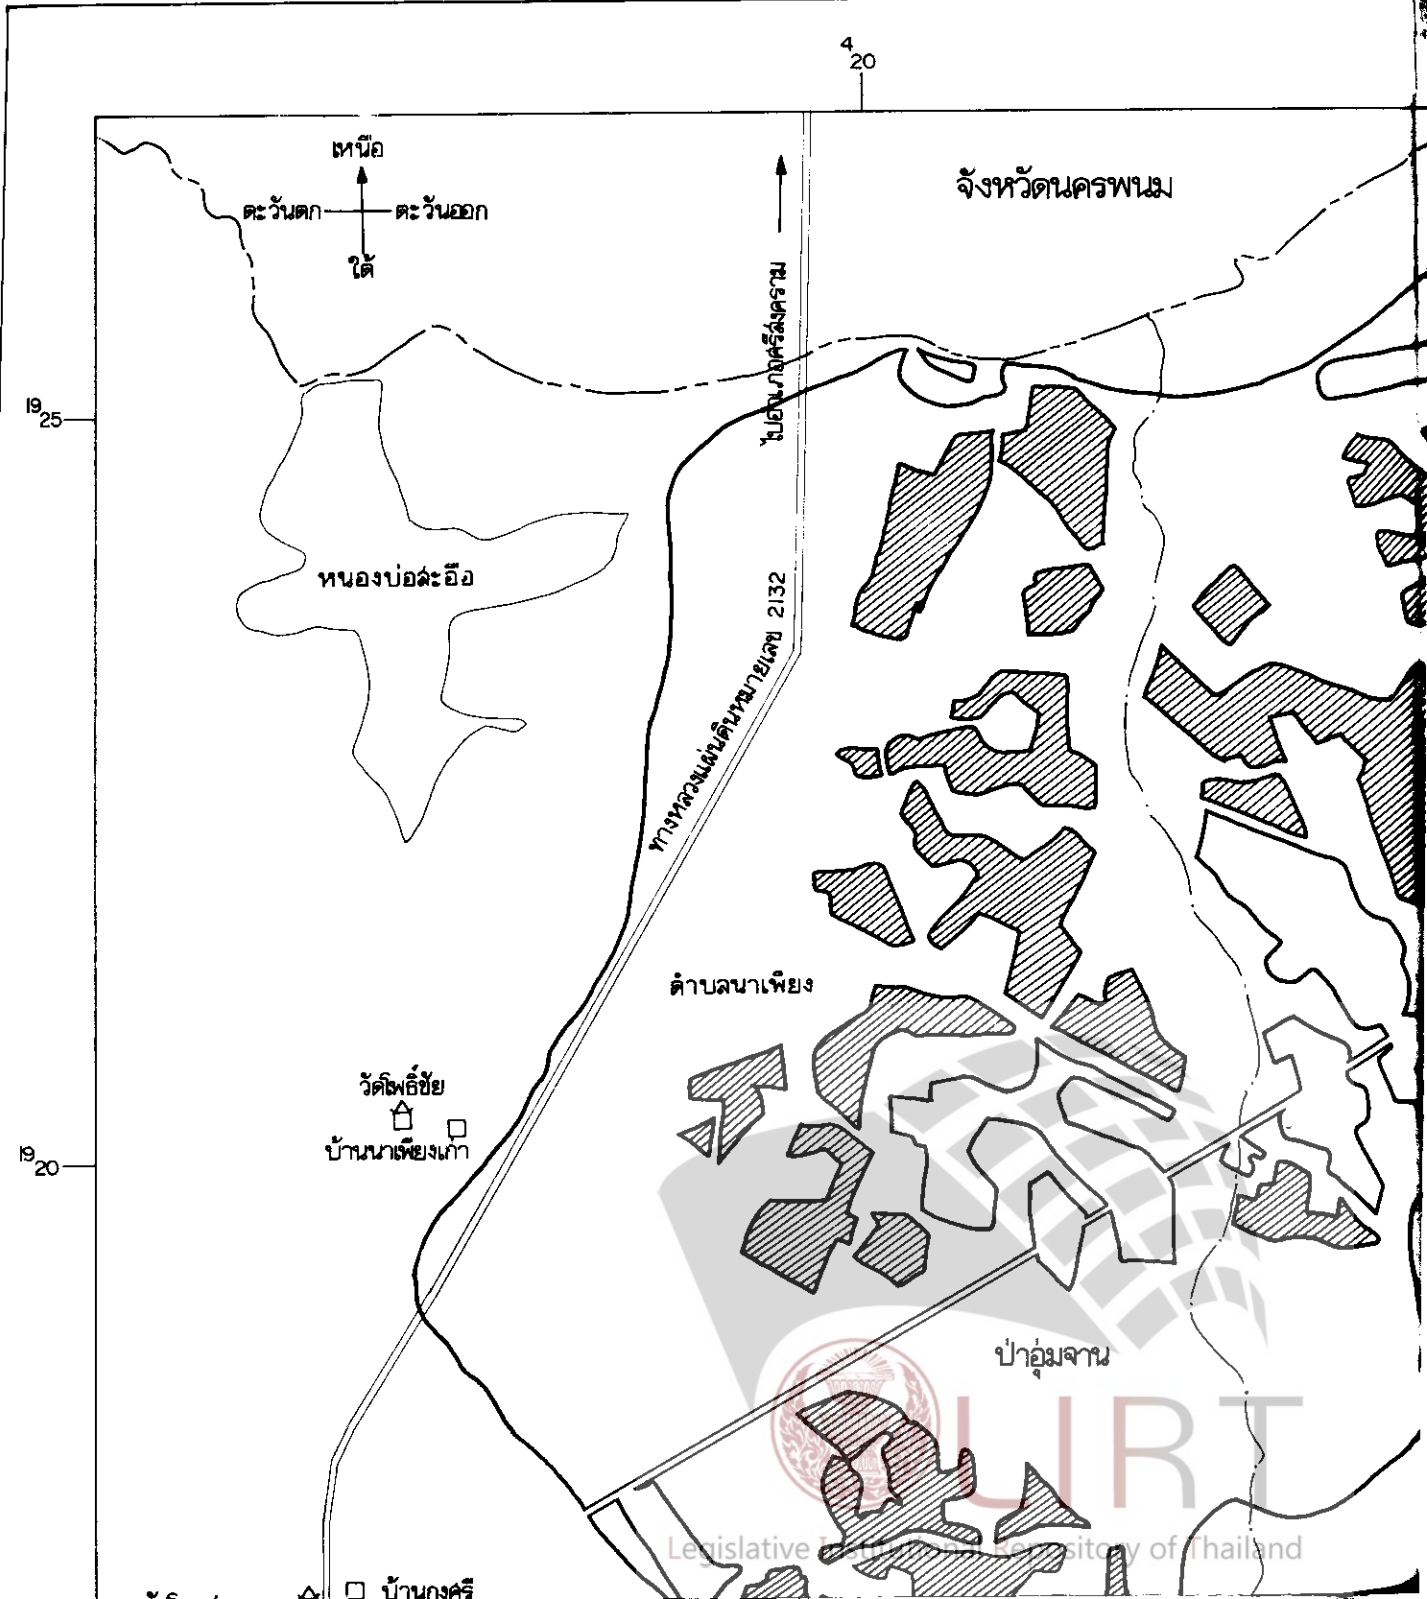 4
20
เหนือ
ตะวันตก
ตะวันออก
ใต้
จังหวัดนครพนม
ไปอำเภอศรีสงคราม
19
25
หนองบ่อสะอือ
ทางหลวงแผ่นดินหมายเลข 2132
ตำบลนาเพียง
วัดโพธิ์ชัย
บ้านนาเพียงเก่า
19
20
ป่าอุ่มจาน
LIRT
Legislative Institutional Repository of Thailand
บ้านกุงศรี